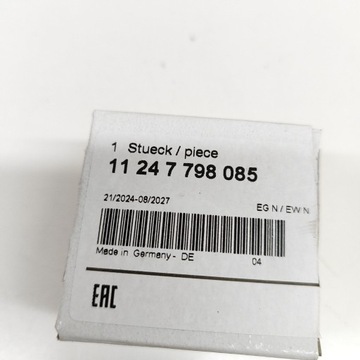 1 Stueck / piece
11 24 7 798 085
21/2024-08/2027
EG N / EW N
Made in Germany - DE
04
EAC